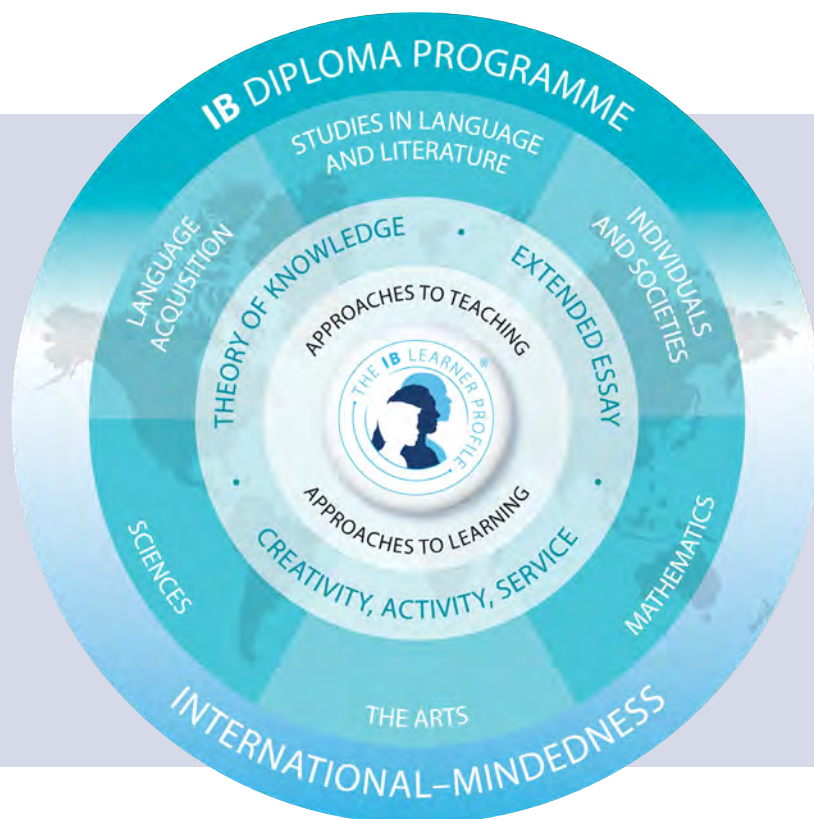 IB DIPLOMA PROGRAMME
STUDIES IN LANGUAGE
AND LITERATURE
LANGUAGE
ACQUISITION
INDIVIDUALS
AND SOCIETIES
THEORY OF KNOWLEDGE
•
EXTENDED ESSAY
APPROACHES TO TEACHING
• THE IB LEARNER PROFILE •
®
APPROACHES TO LEARNING
•
CREATIVITY, ACTIVITY, SERVICE
•
SCIENCES
MATHEMATICS
THE ARTS
INTERNATIONAL–MINDEDNESS